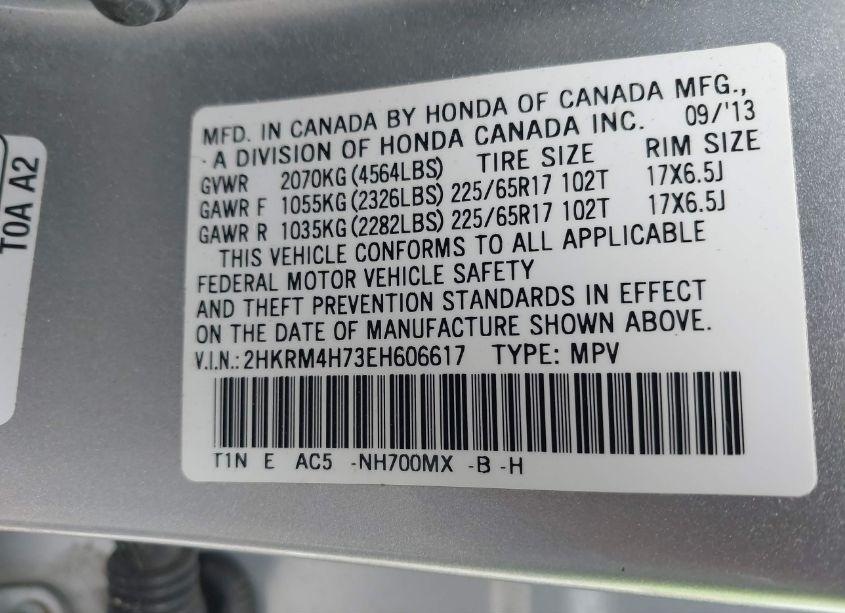 T0A A2
MFD. IN CANADA BY HONDA OF CANADA MFG.,
- A DIVISION OF HONDA CANADA INC. 09/'13
GVWR 2070KG (4564LBS) TIRE SIZE RIM SIZE
GAWR F 1055KG (2326LBS) 225/65R17 102T 17X6.5J
GAWR R 1035KG (2282LBS) 225/65R17 102T 17X6.5J
THIS VEHICLE CONFORMS TO ALL APPLICABLE
FEDERAL MOTOR VEHICLE SAFETY
AND THEFT PREVENTION STANDARDS IN EFFECT
ON THE DATE OF MANUFACTURE SHOWN ABOVE.
V.I.N.: 2HKRM4H73EH606617 TYPE: MPV
T1N E AC5 -NH700MX -B -H